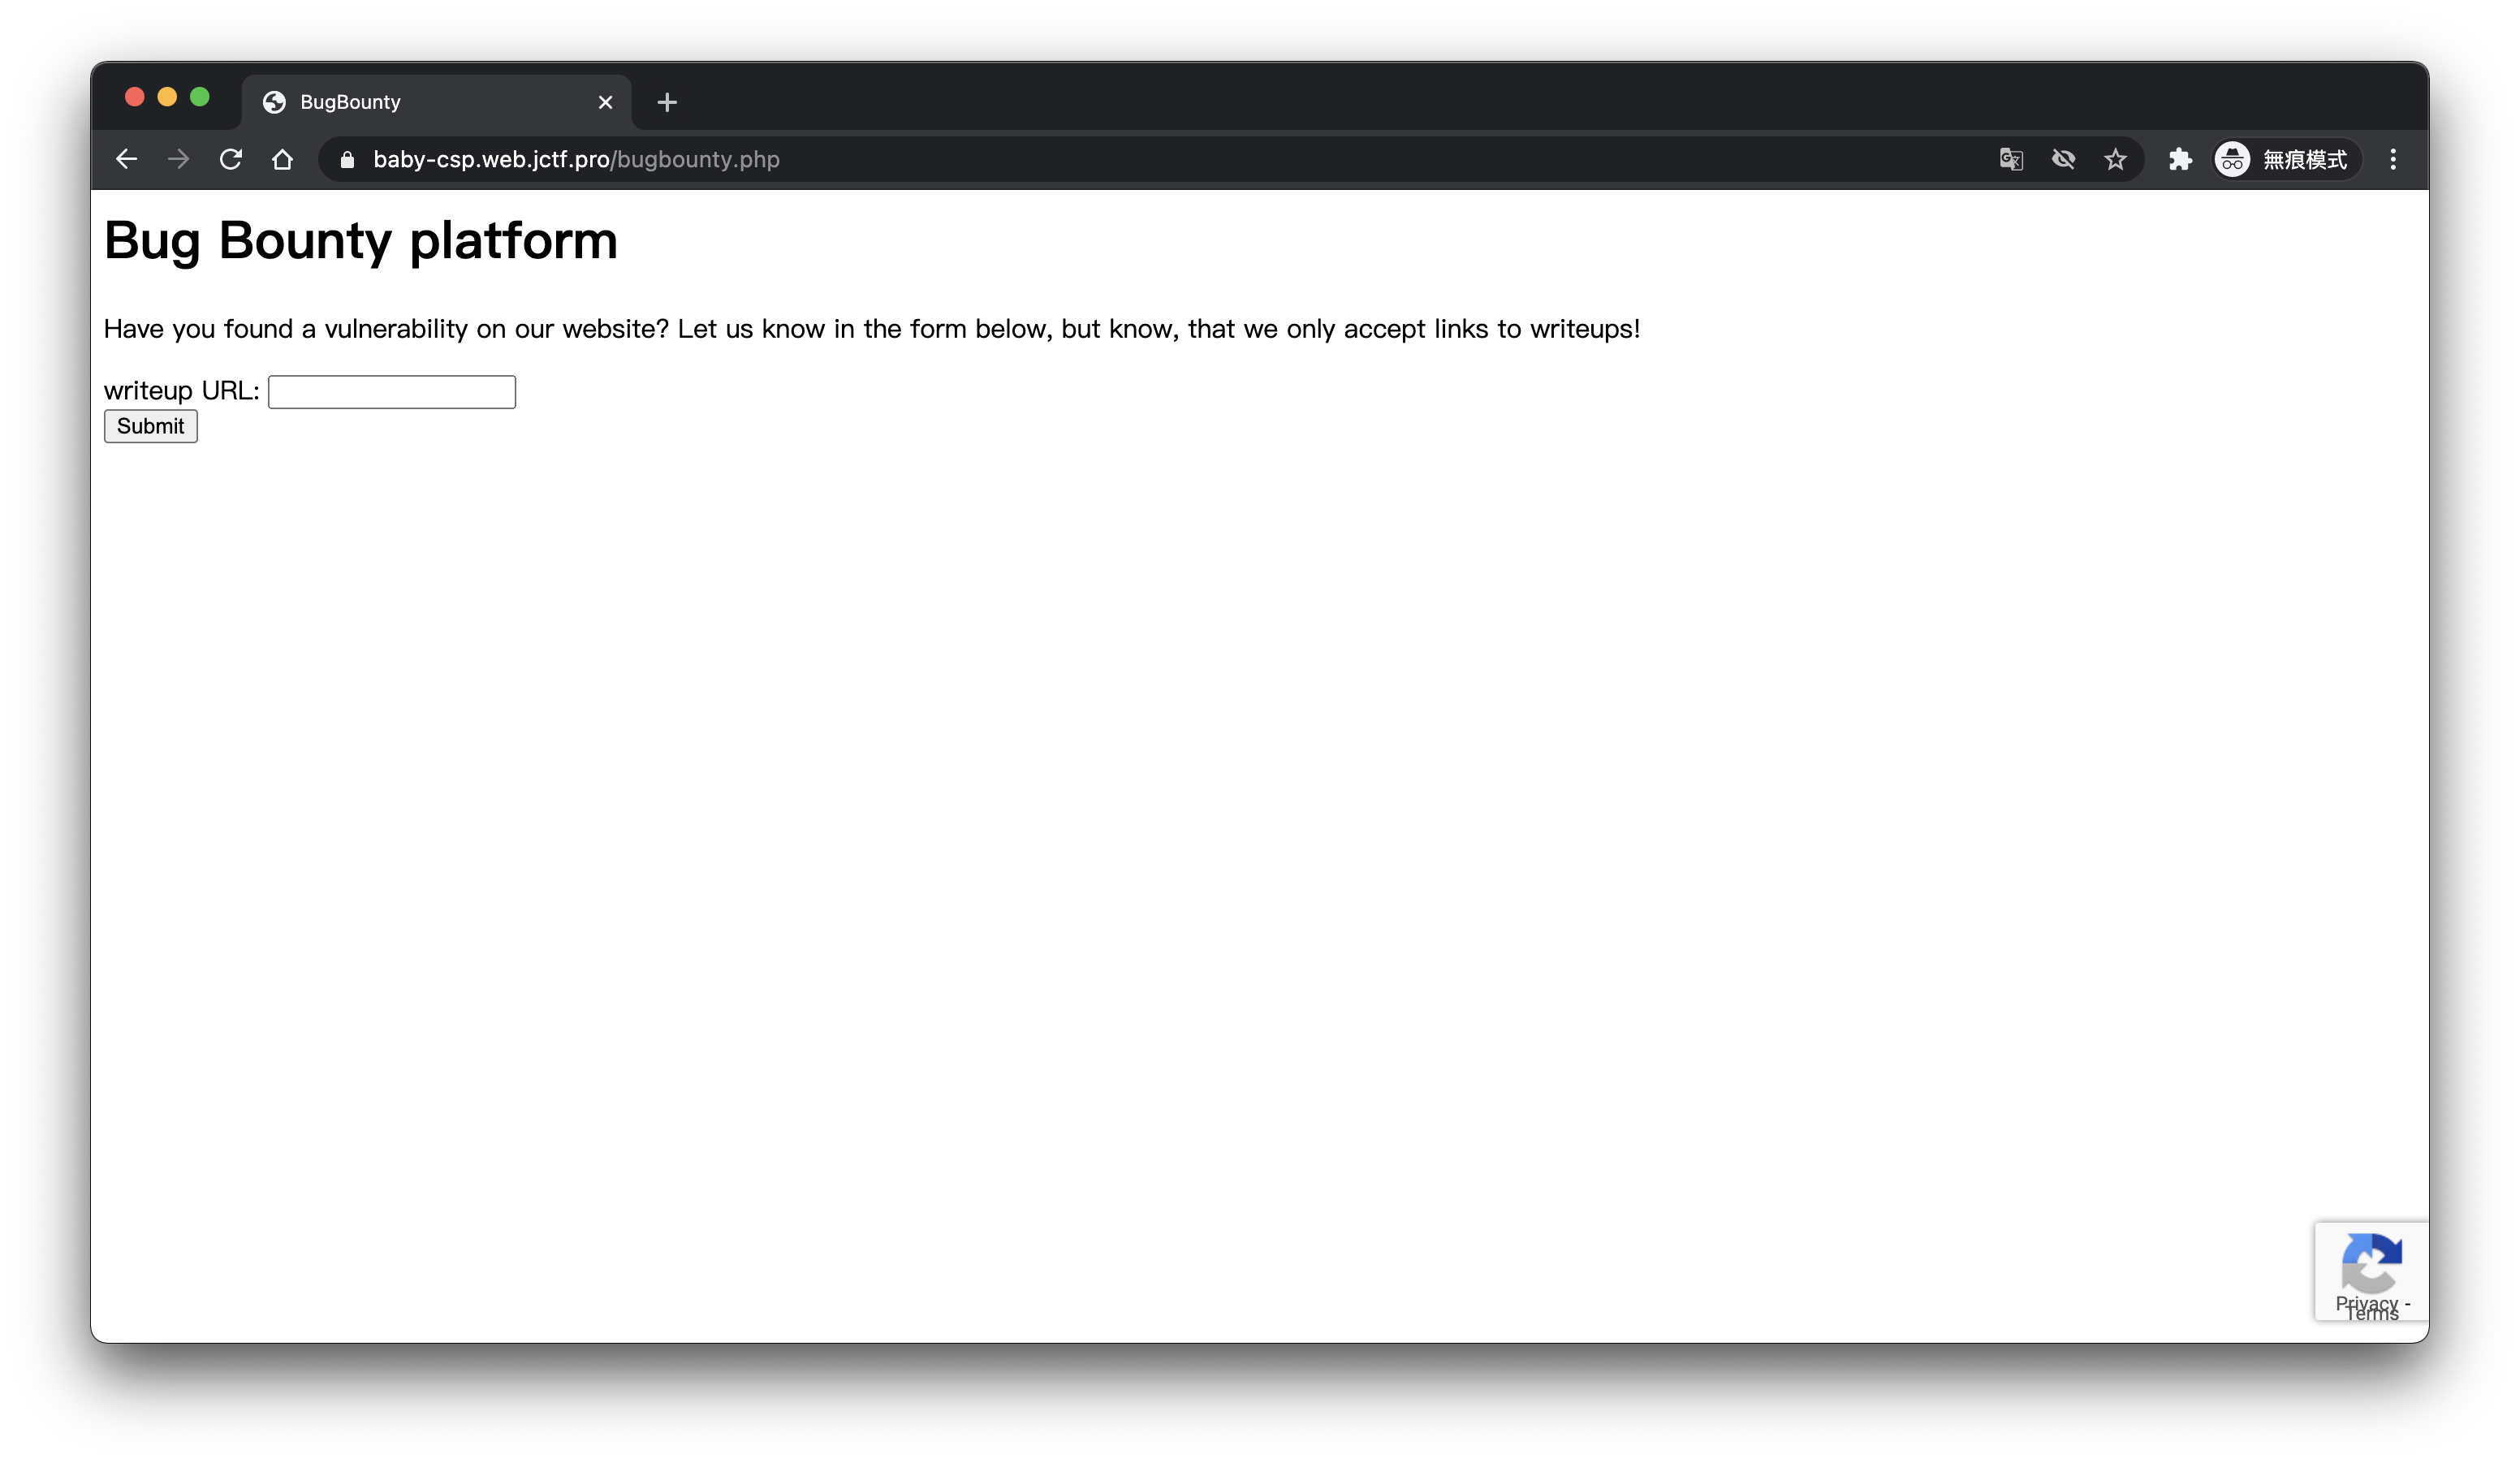 BugBounty
baby-csp.web.jctf.pro/bugbounty.php
無痕模式
Bug Bounty platform
Have you found a vulnerability on our website? Let us know in the form below, but know, that we only accept links to writeups!
writeup URL:
Submit
Privacy -
Terms